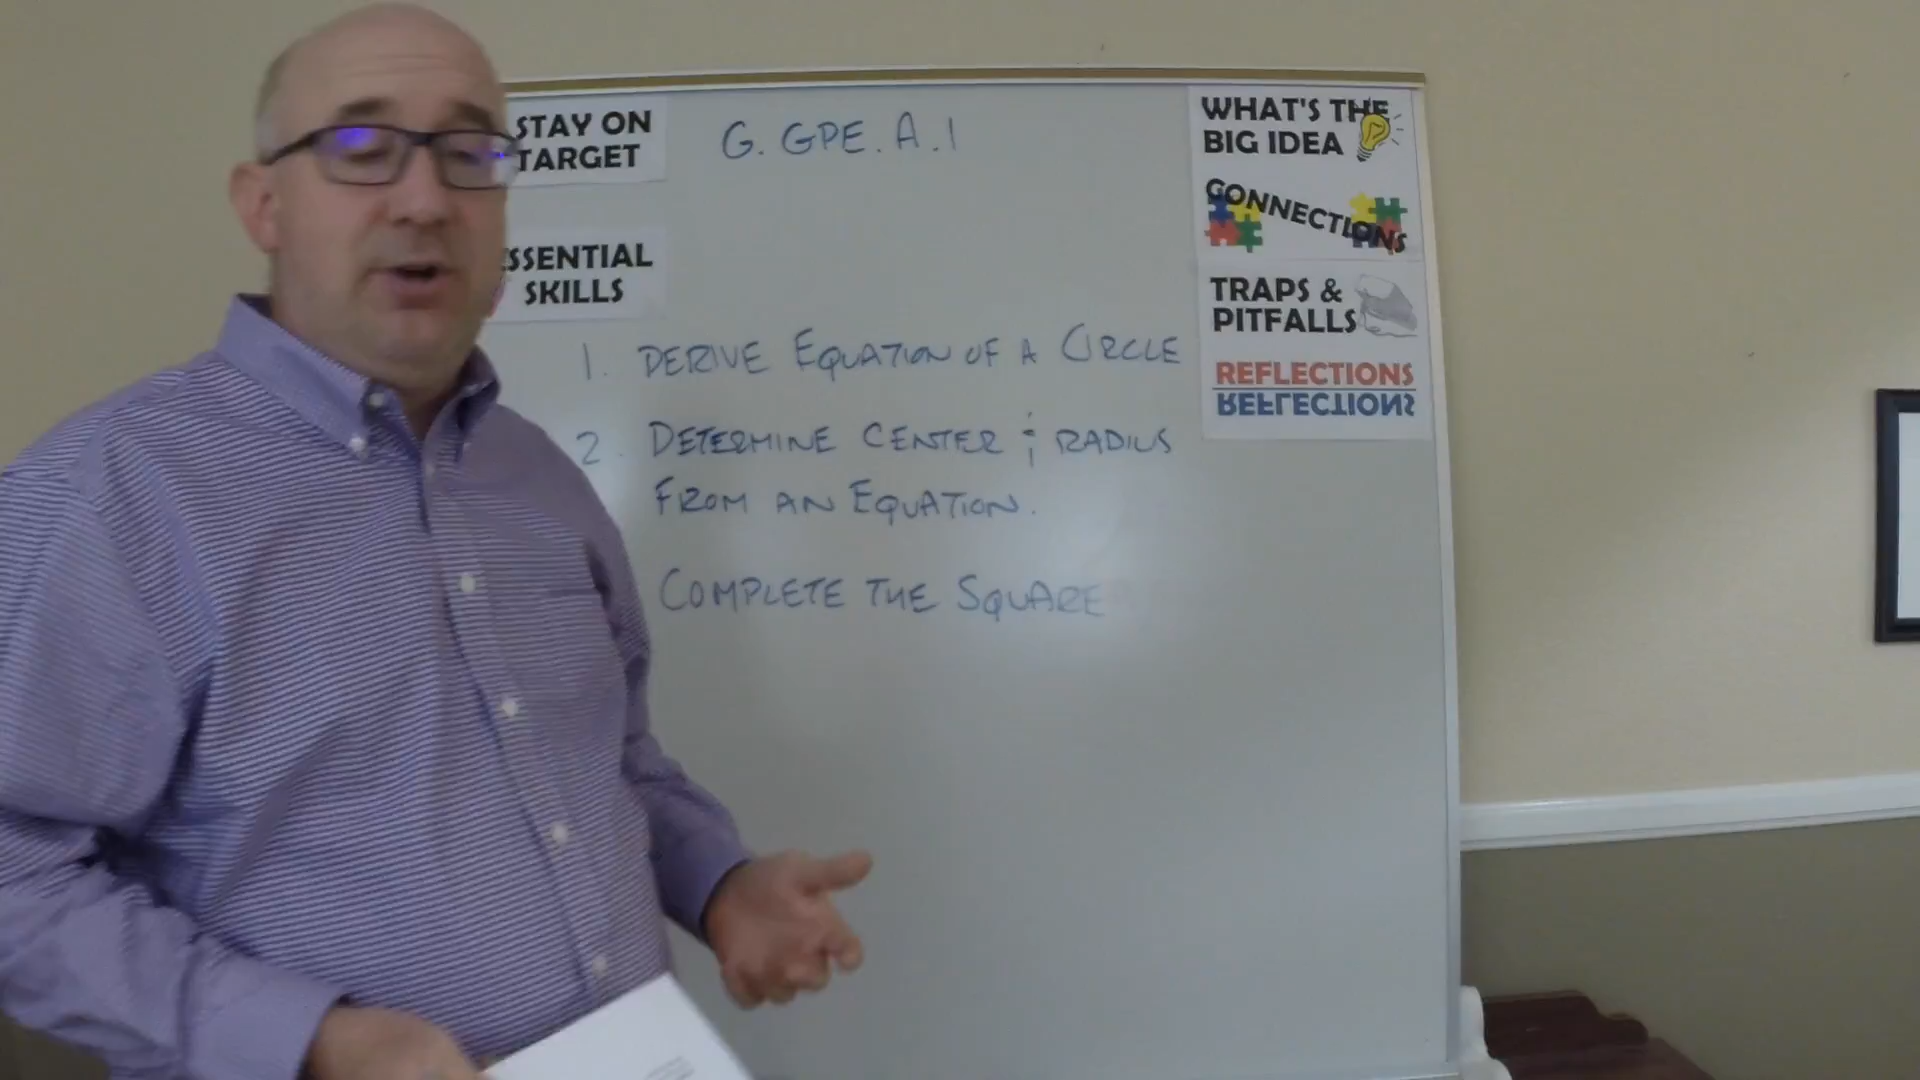 STAY ON
TARGET
G. GPE. A. 1
WHAT'S THE
BIG IDEA
CONNECTIONS
SSENTIAL
SKILLS
TRAPS &
PITFALLS
REFLECTIONS
REFLECTIONS
1. DERIVE EQUATION OF A CIRCLE
2. DETERMINE CENTER & RADIUS
FROM AN EQUATION.
COMPLETE THE SQUARE